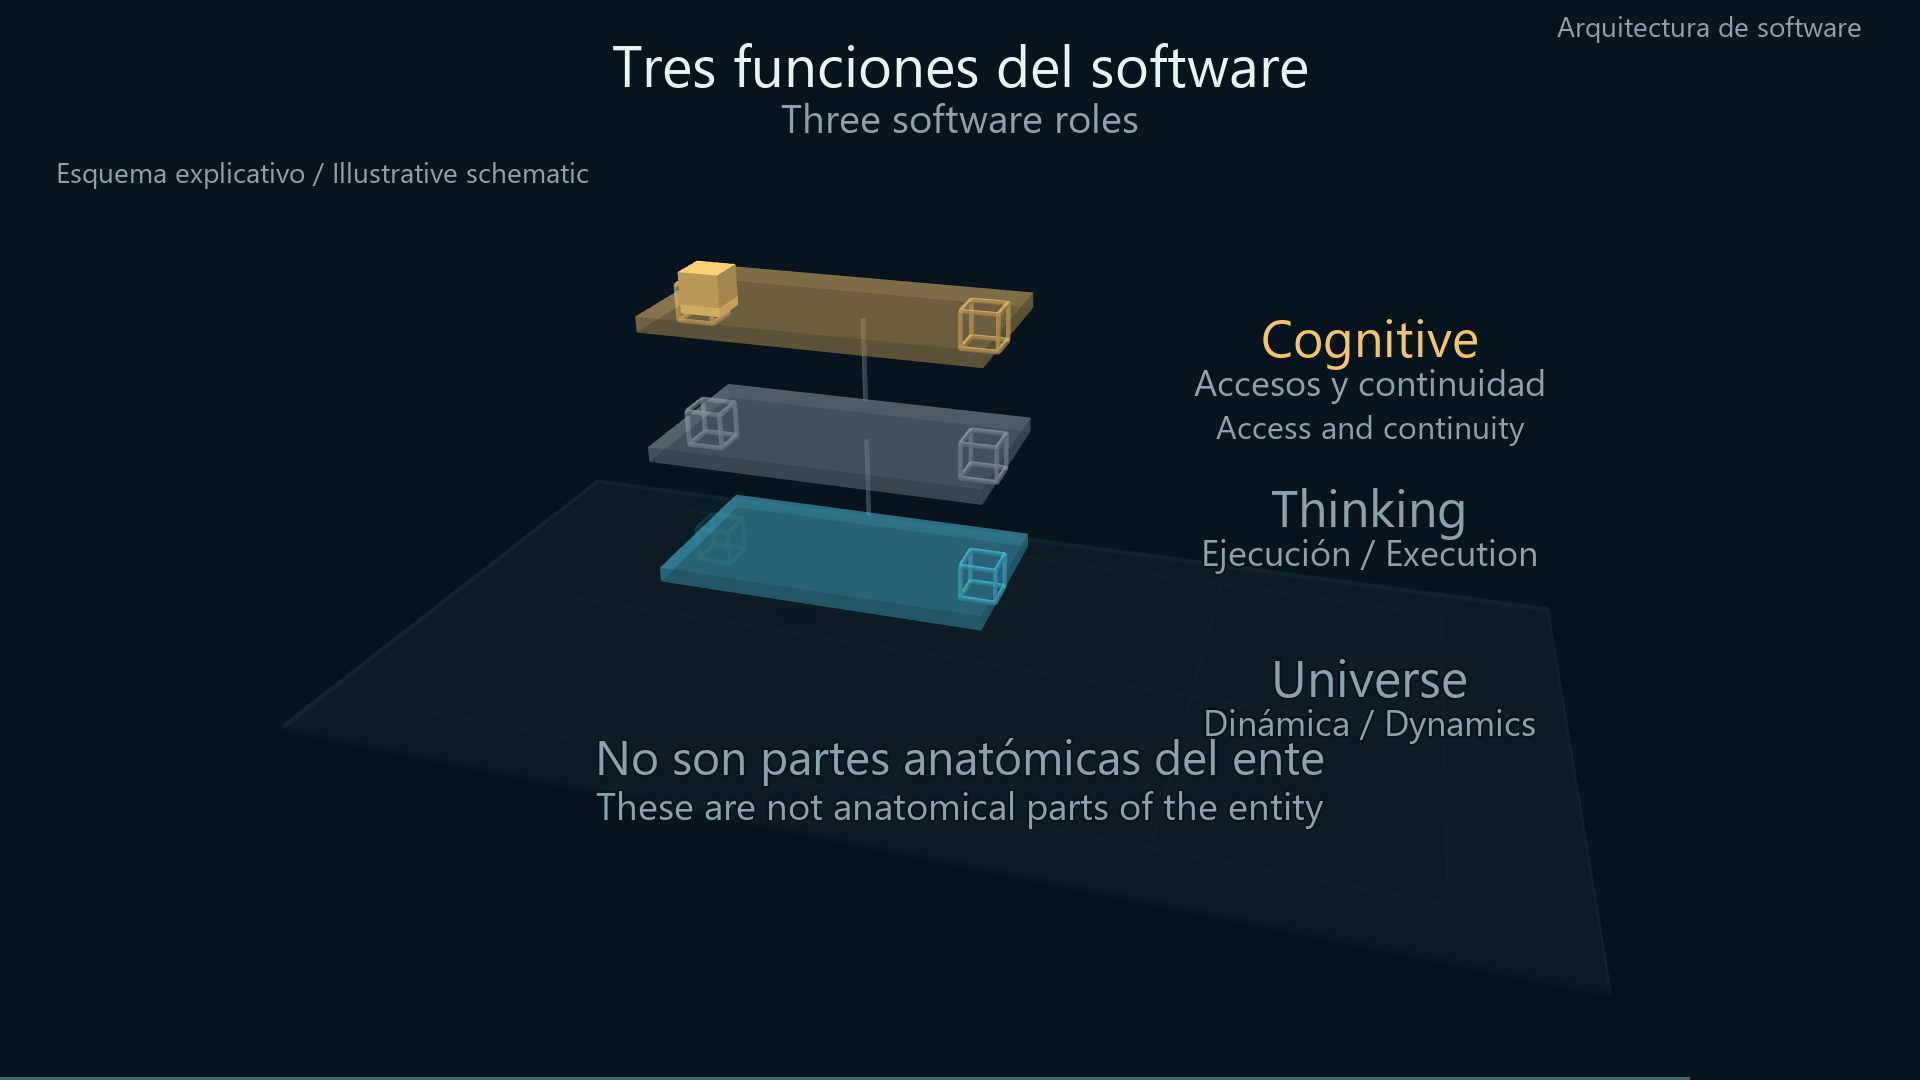 Arquitectura de software
Tres funciones del software
Three software roles
Esquema explicativo / Illustrative schematic
Cognitive
Accesos y continuidad
Access and continuity
Thinking
Ejecución / Execution
Universe
Dinámica / Dynamics
No son partes anatómicas del ente
These are not anatomical parts of the entity